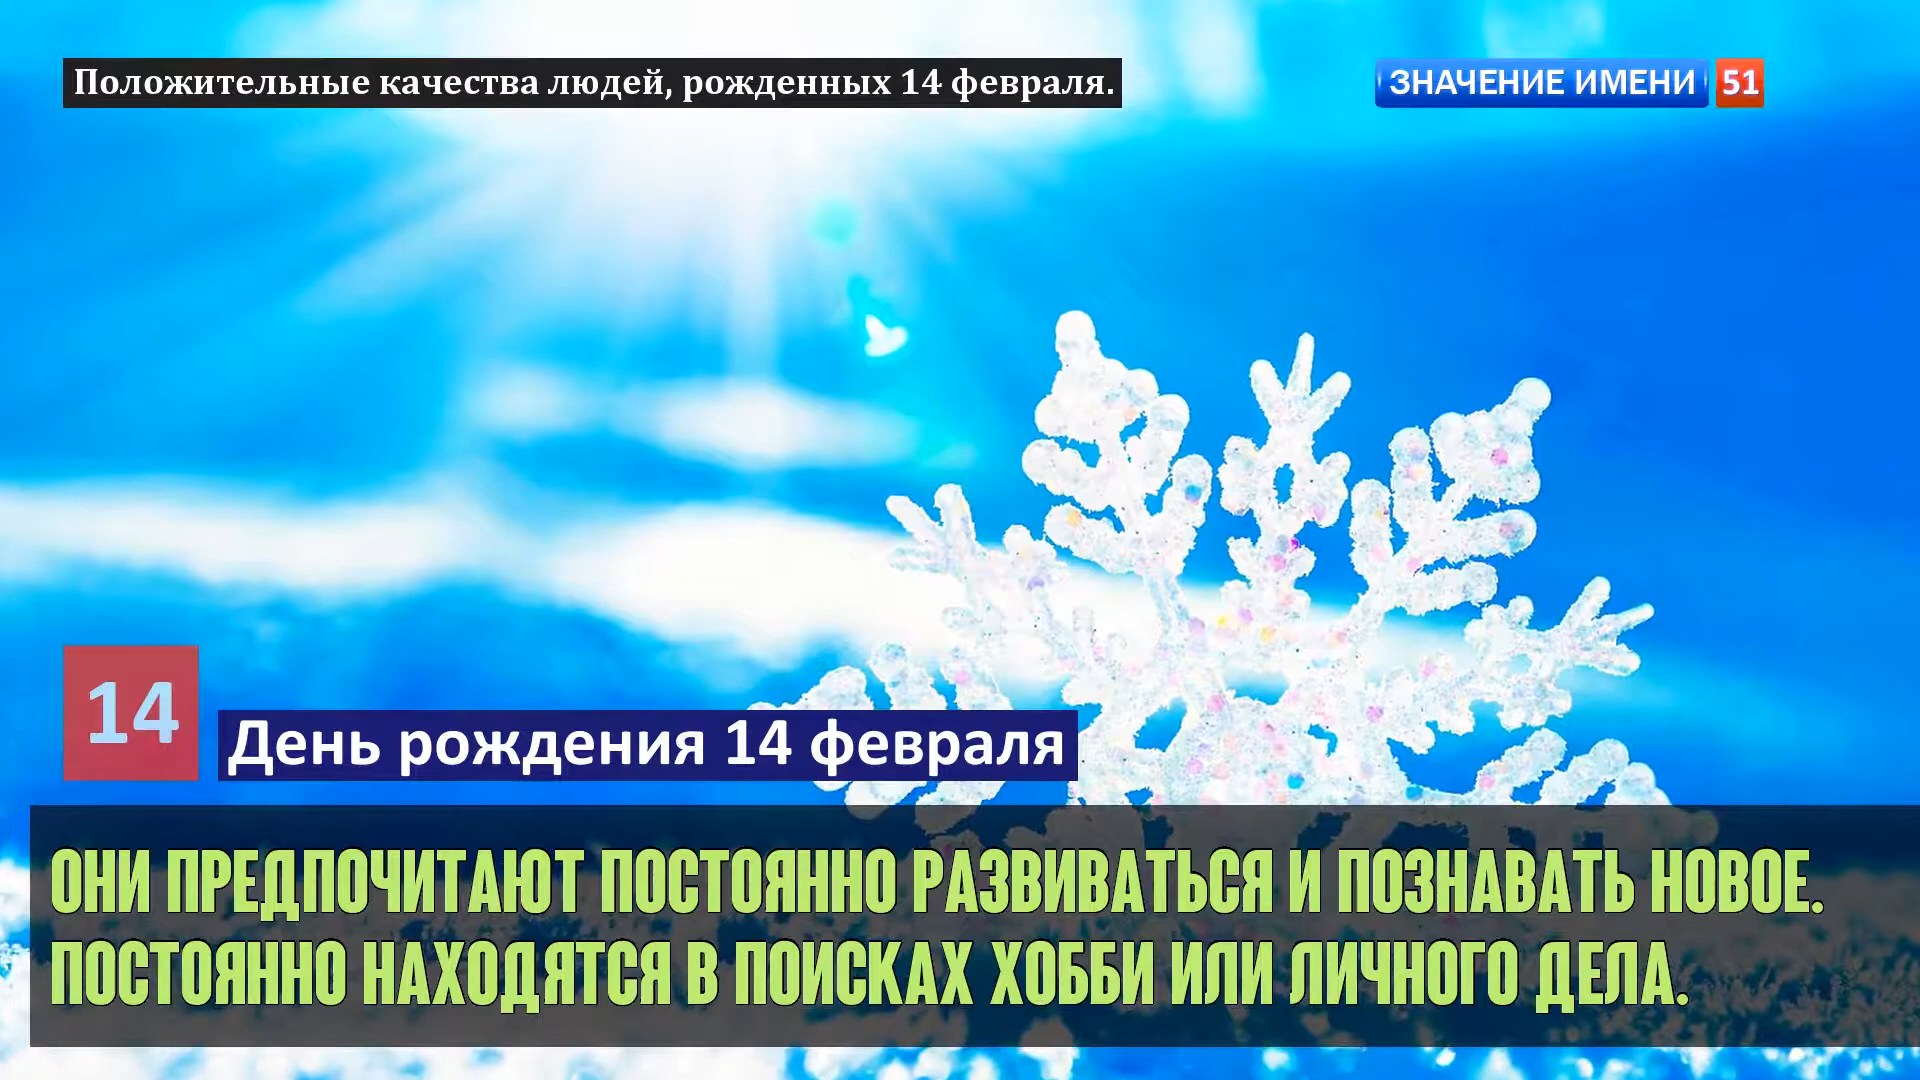 Положительные качества людей, рожденных 14 февраля.
ЗНАЧЕНИЕ ИМЕНИ 51
14
День рождения 14 февраля
ОНИ ПРЕДПОЧИТАЮТ ПОСТОЯННО РАЗВИВАТЬСЯ И ПОЗНАВАТЬ НОВОЕ.
ПОСТОЯННО НАХОДЯТСЯ В ПОИСКАХ ХОББИ ИЛИ ЛИЧНОГО ДЕЛА.